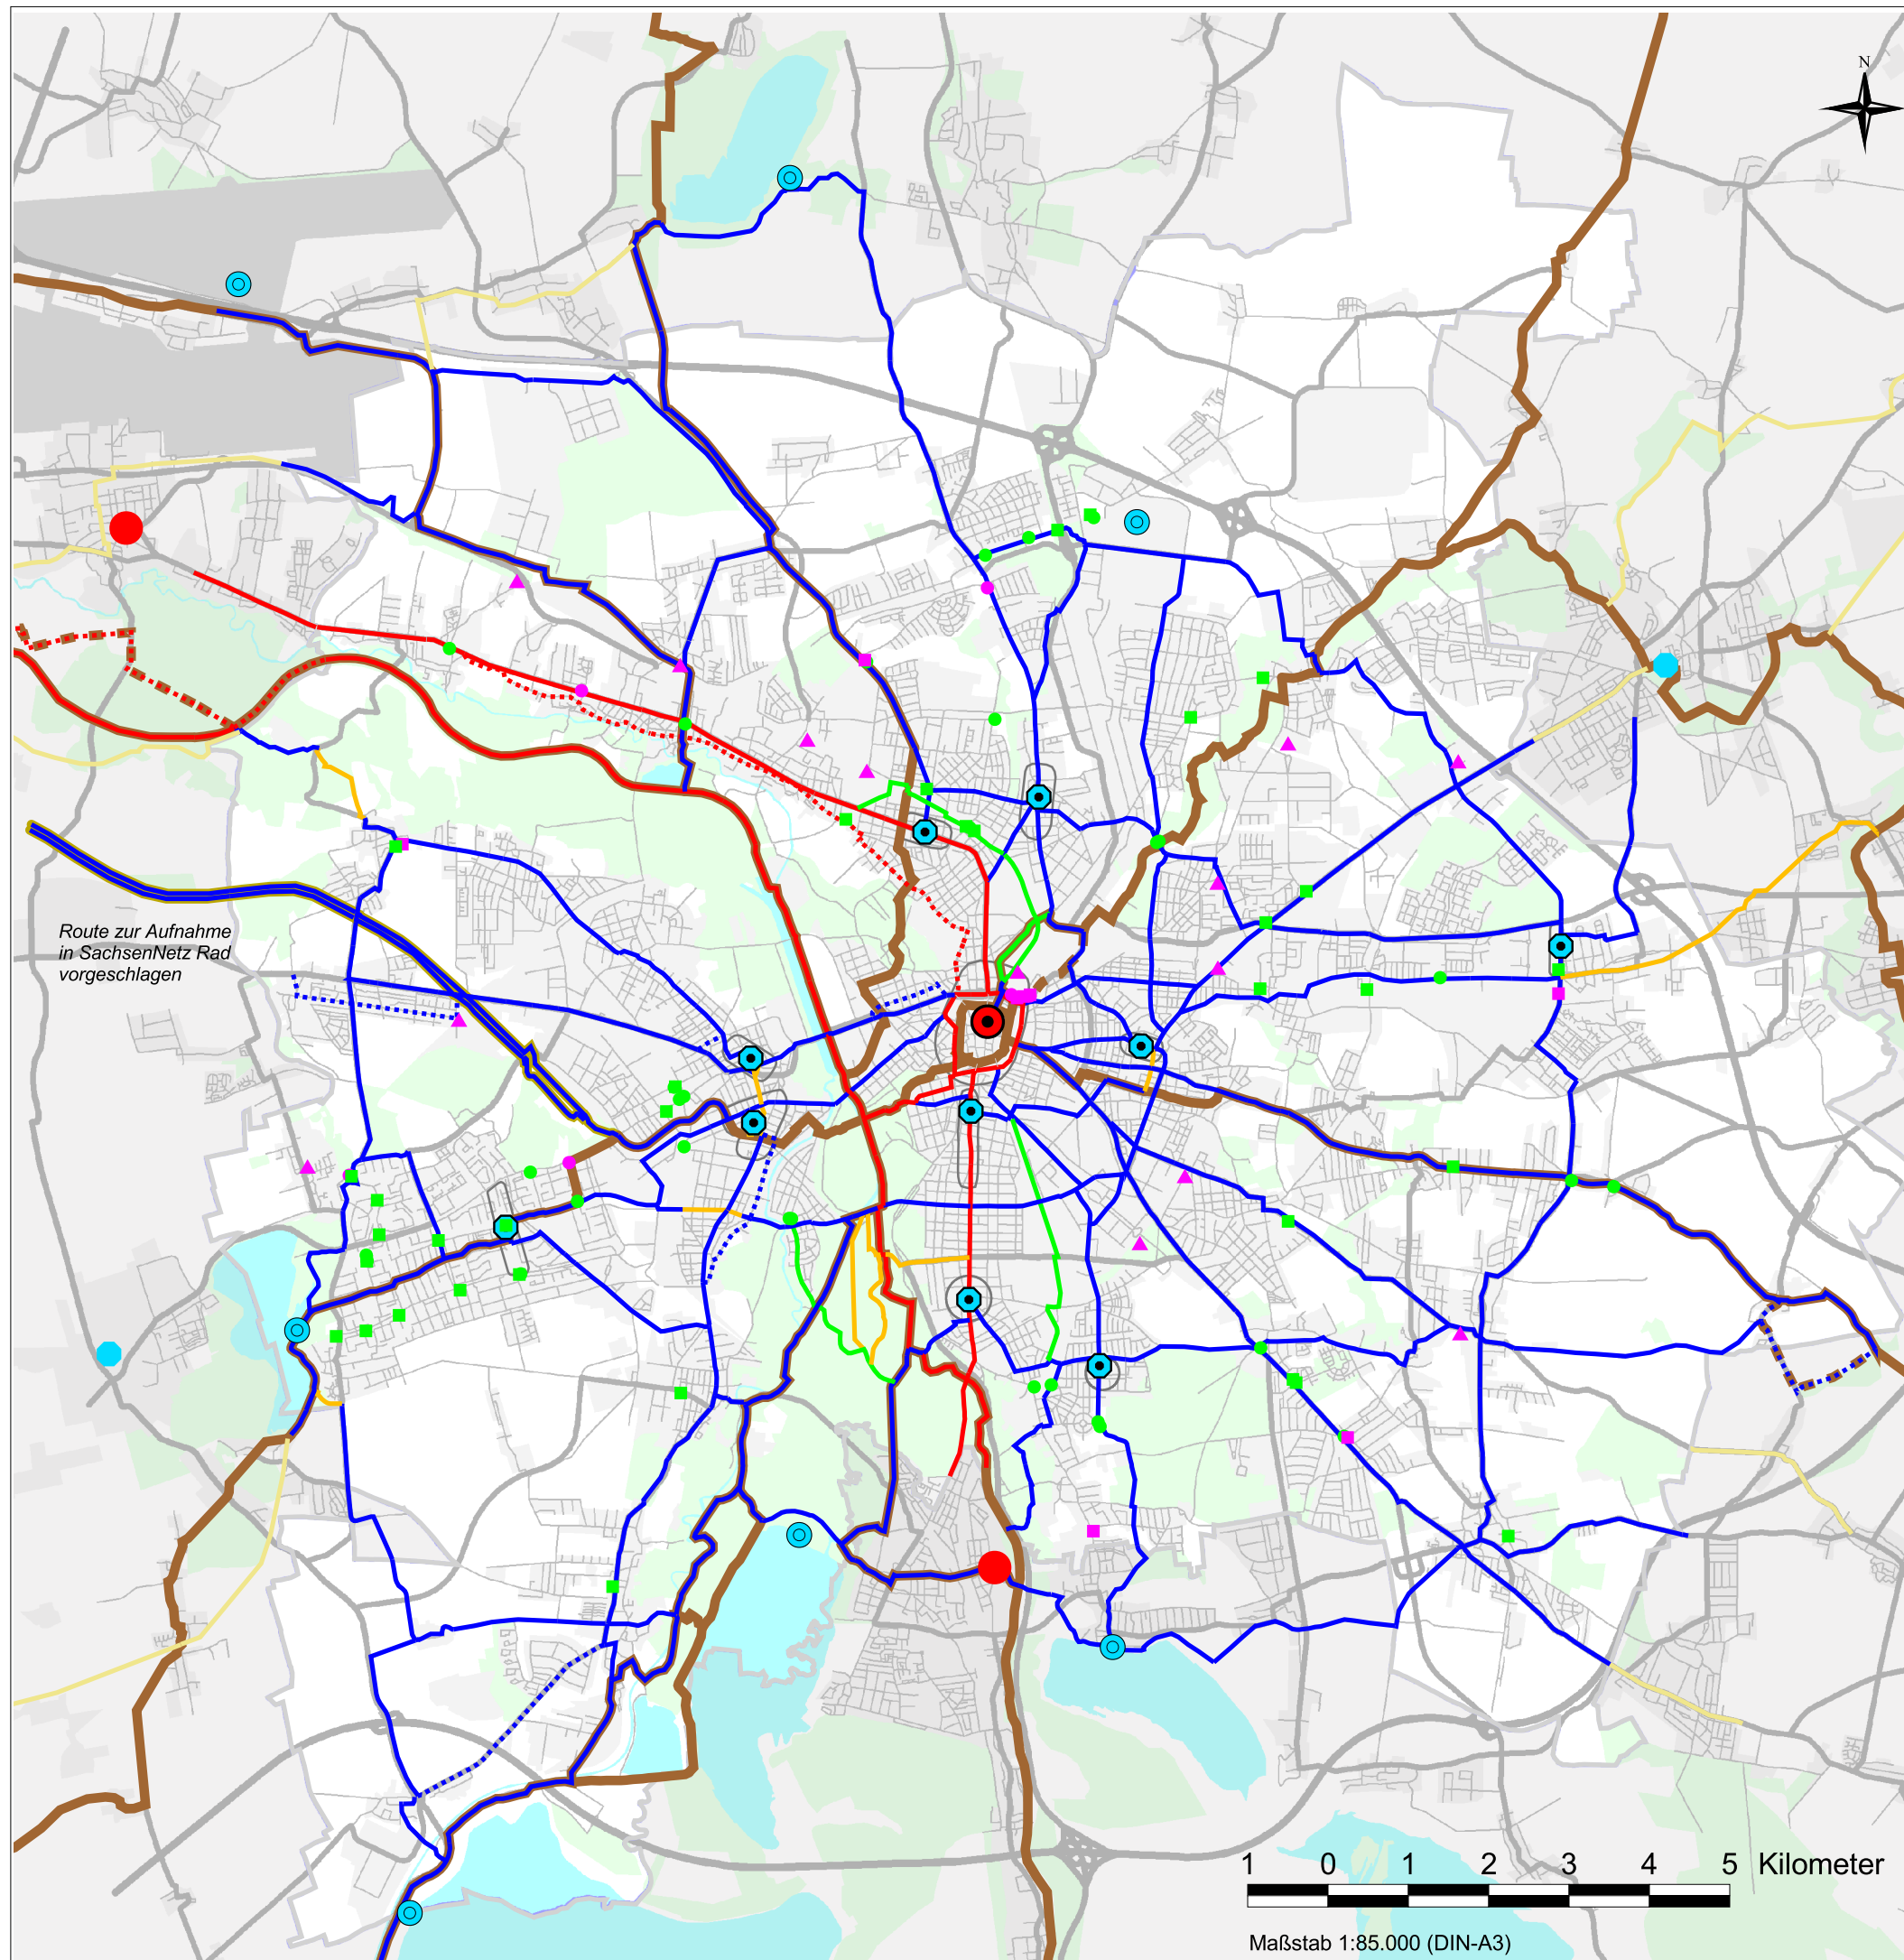 N
Route zur Aufnahme
in SachsenNetz Rad
vorgeschlagen
1 0 1 2 3 4 5 Kilometer
Maßstab 1:85.000 (DIN-A3)